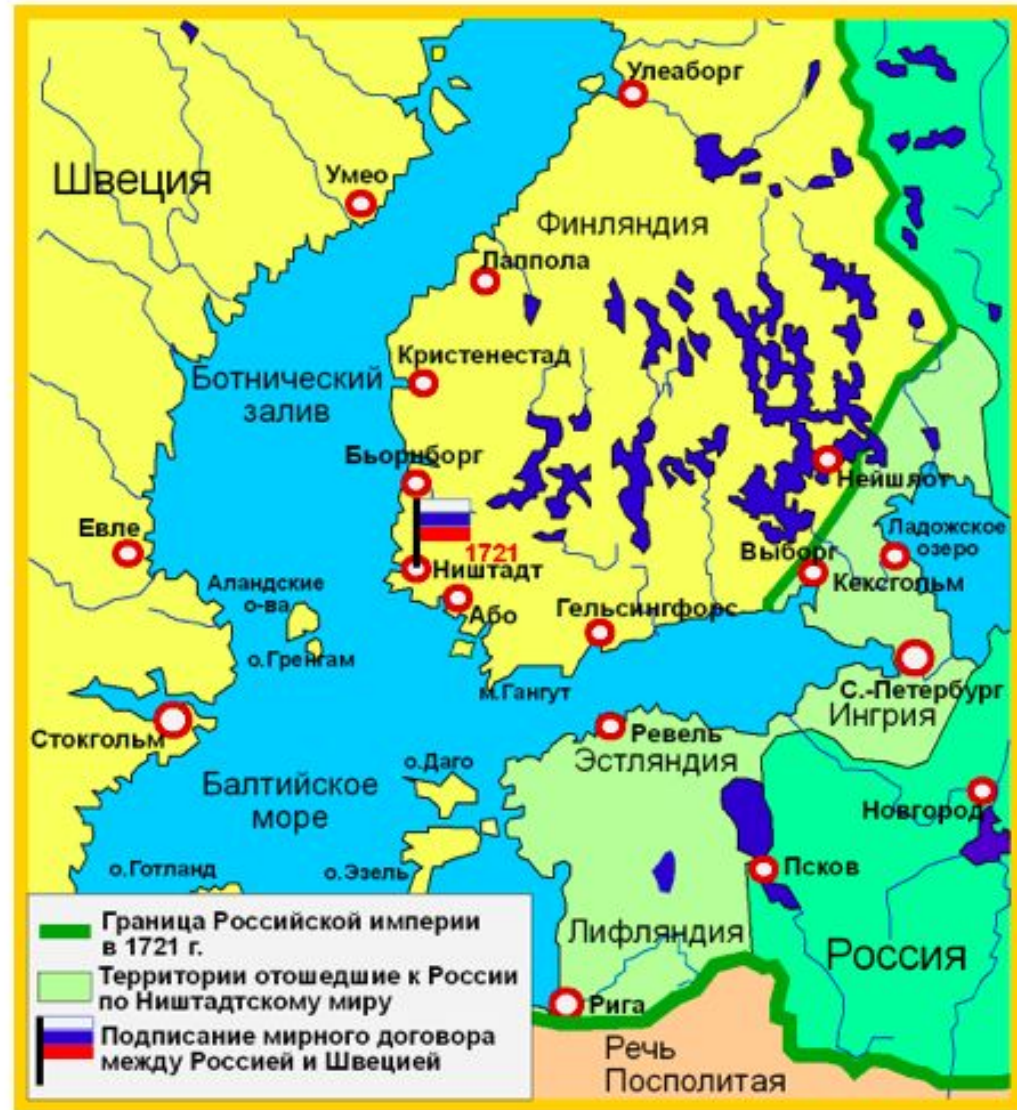 Улеаборг
Швеция
Умео
Финляндия
Лаппола
Кристенестад
Ботнический
залив
Бьорнборг
Нейшлот
Евле
1721
Ништадт
Выборг
Ладожское
озеро
Кексгольм
Аландские
о-ва
Або
Гельсингфорс
о.Гренгам
м.Гангут
С.-Петербург
Ингрия
Стокгольм
Ревель
Эстляндия
о.Даго
Балтийское
море
Новгород
о.Готланд
о.Эзель
Псков
Лифляндия
Россия
Рига
Речь
Посполитая
Граница Российской империи
в 1721 г.
Территории отошедшие к России
по Ништадтскому миру
Подписание мирного договора
между Россией и Швецией